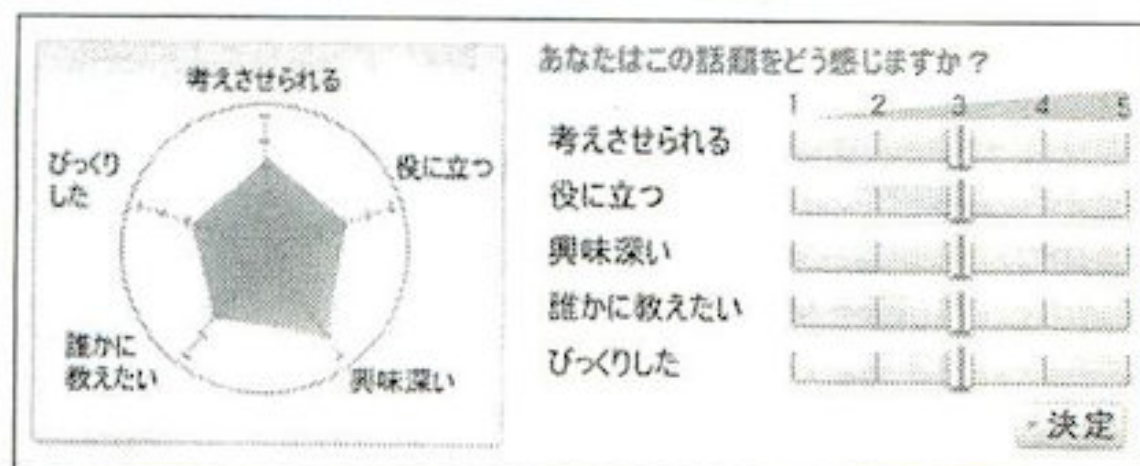 考えさせられる
びっくり
した
役に立つ
誰かに
教えたい
興味深い
あなたはこの話題をどう感じますか？
1 2 3 4 5
考えさせられる
役に立つ
興味深い
誰かに教えたい
びっくりした
決定